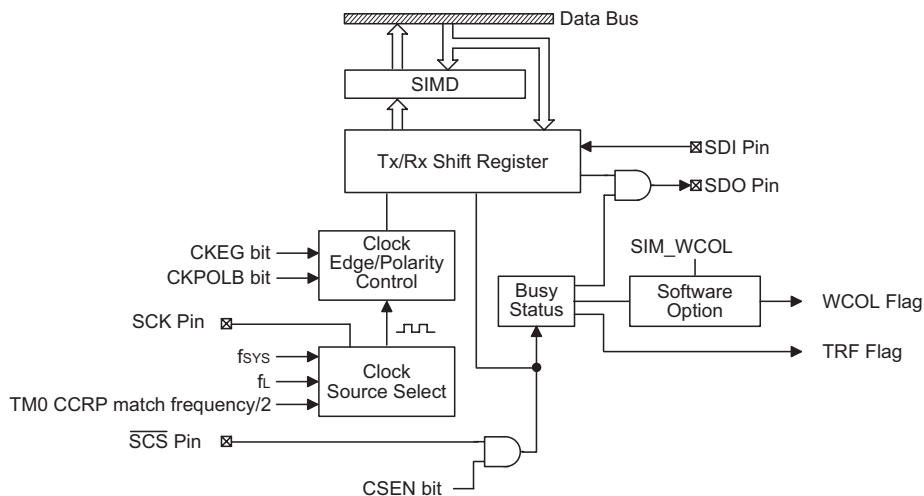 Data Bus
SIMD
Tx/Rx Shift Register
SDI Pin
SDO Pin
CKEG bit
CKPOLB bit
Clock
Edge/Polarity
Control
SIM_WCOL
Busy
Status
Software
Option
WCOL Flag
TRF Flag
SCK Pin
fSYS
fL
TM0 CCRP match frequency/2
Clock
Source Select
SCS Pin
CSEN bit